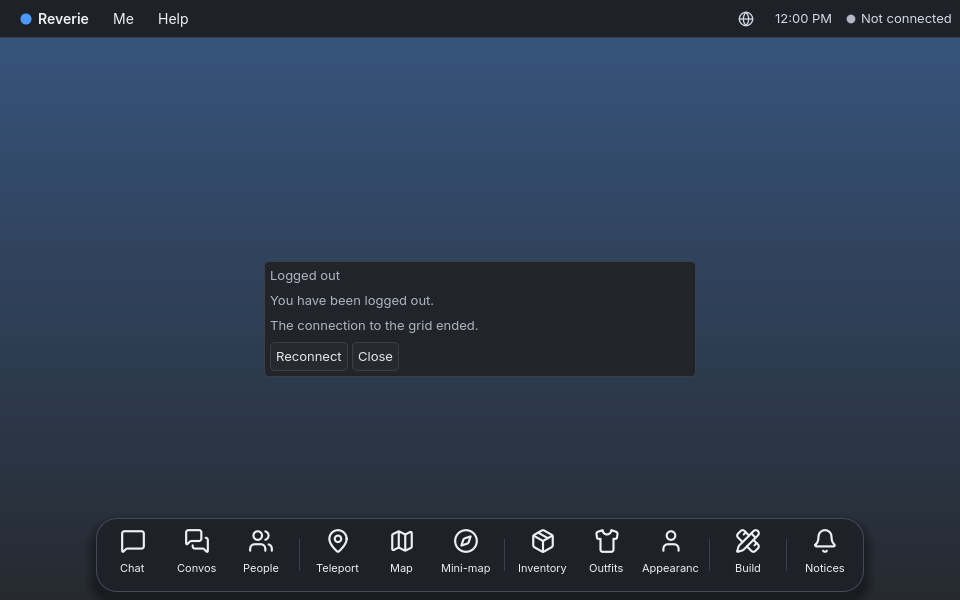 Reverie Me Help 12:00 PM Not connected
Logged out
You have been logged out.
The connection to the grid ended.
Reconnect Close
Chat Convos People Teleport Map Mini-map Inventory Outfits Appearanc Build Notices